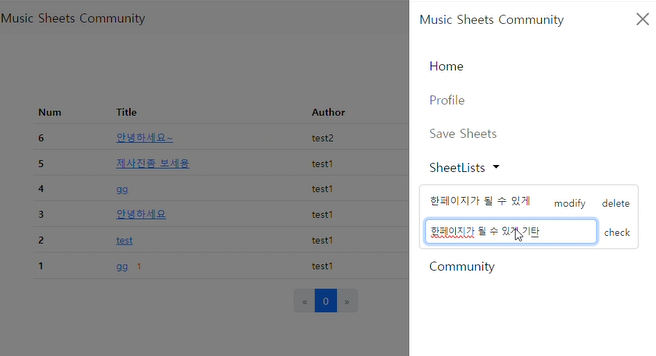 Music Sheets Community
Num Title Author
6 안녕하세요~ test2
5 제사진좀 보세용 test1
4 gg test1
3 안녕하세요 test1
2 test test1
1 gg 1 test1
« 0 »
Music Sheets Community
Home
Profile
Save Sheets
SheetLists
한페이지가 될 수 있게 modify delete
한페이지가 될 수 있게 기타 check
Community